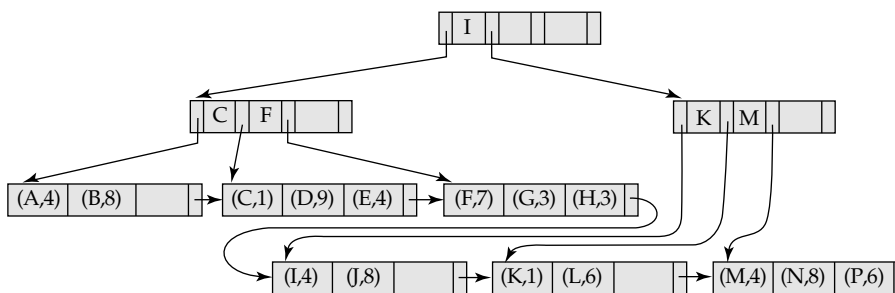 I
C F
K M
(A,4) (B,8)
(C,1) (D,9) (E,4)
(F,7) (G,3) (H,3)
(I,4) (J,8)
(K,1) (L,6)
(M,4) (N,8) (P,6)